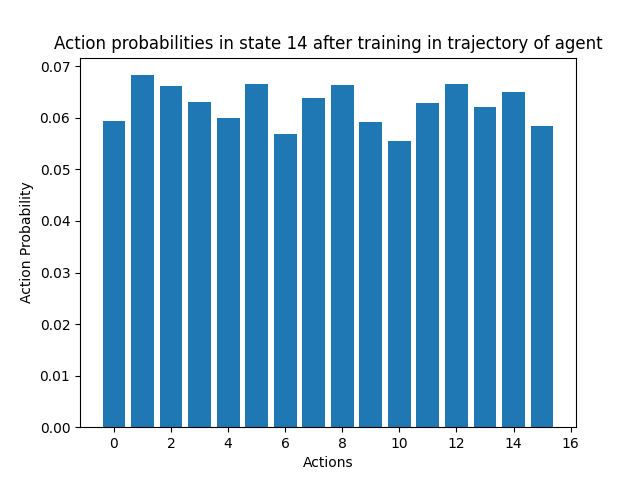 Action probabilities in state 14 after training in trajectory of agent
0.07
0.06
0.05
0.04
0.03
0.02
0.01
0.00
Action Probability
0 2 4 6 8 10 12 14 16
Actions